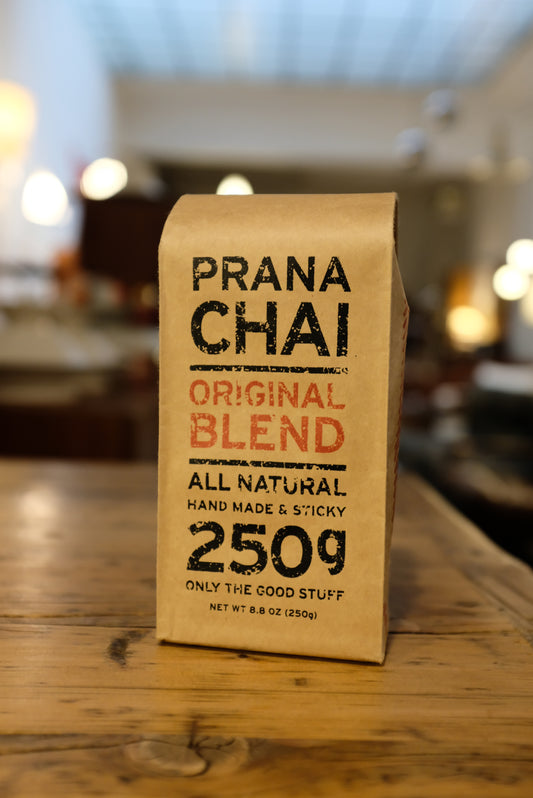 PRANA
CHAI
ORIGINAL
BLEND
ALL NATURAL
HAND MADE & STICKY
250g
ONLY THE GOOD STUFF
NET WT 8.8 OZ (250g)